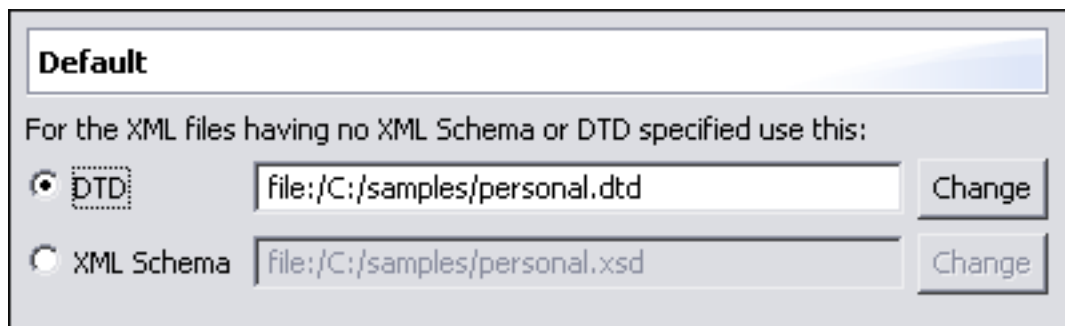 Default
For the XML files having no XML Schema or DTD specified use this:
DTD file:/C:/samples/personal.dtd Change
XML Schema file:/C:/samples/personal.xsd Change